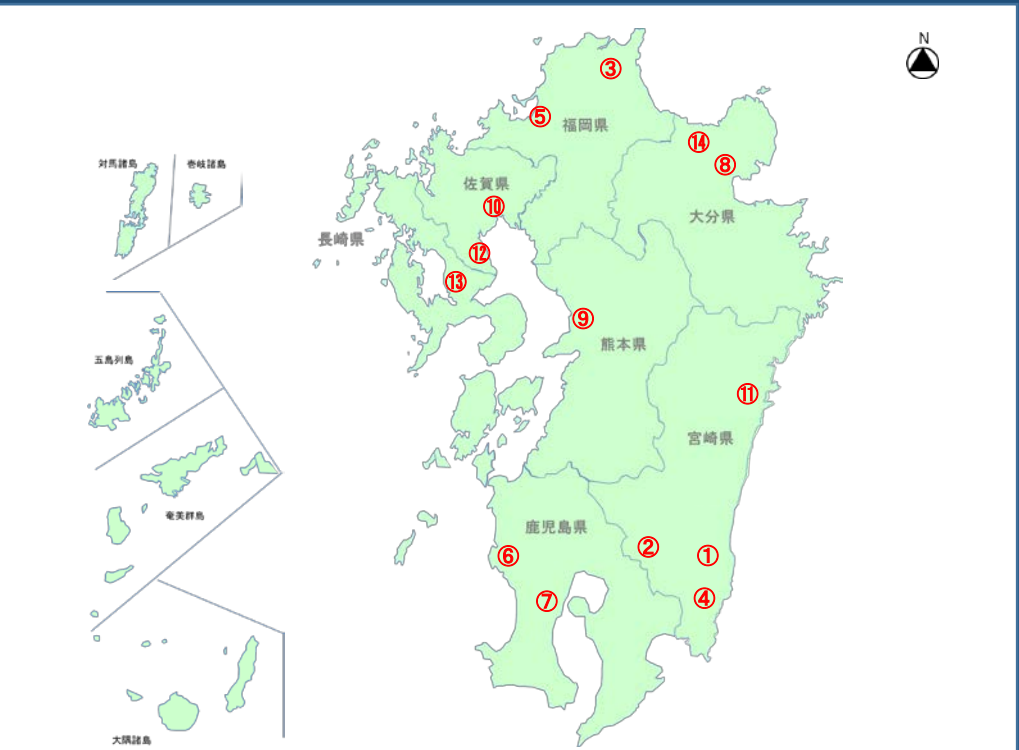 N
③
⑤
福岡県
⑭
⑧
対馬諸島
壱岐諸島
佐賀県
⑩
大分県
長崎県
⑫
⑬
⑨
熊本県
五島列島
⑪
宮崎県
奄美群島
鹿児島県
②
①
⑥
④
⑦
大隅諸島